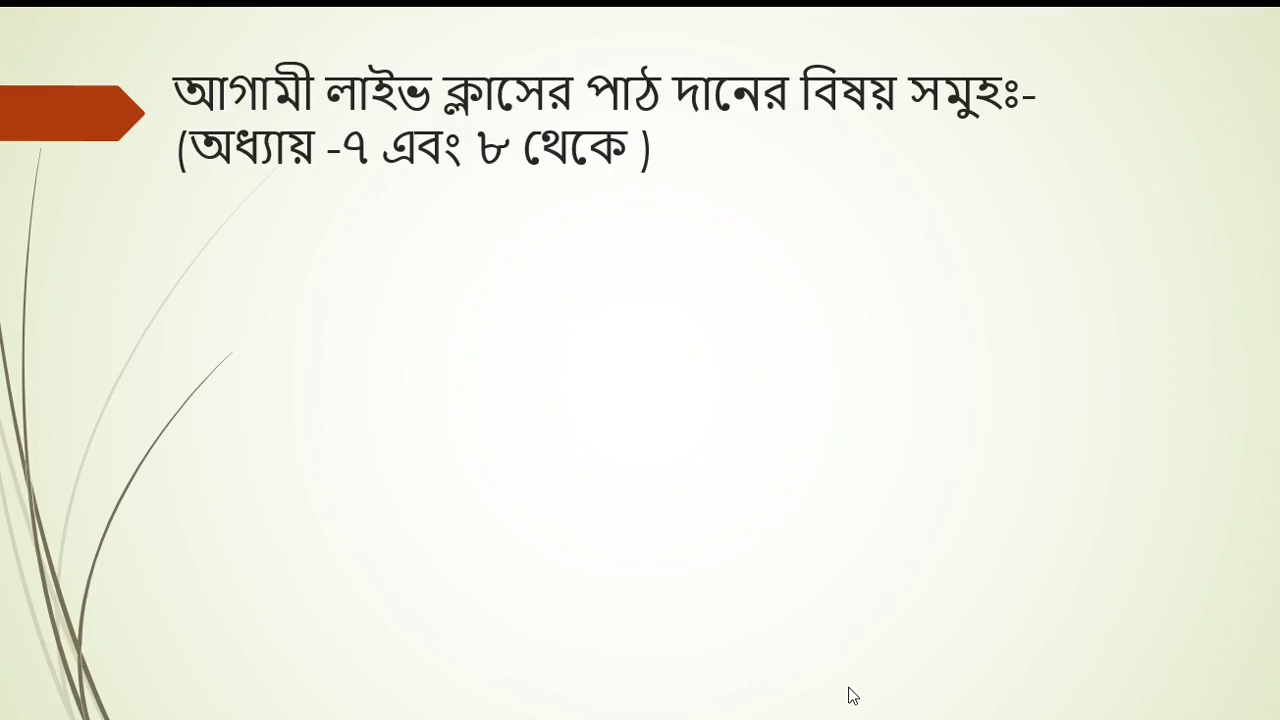 আগামী লাইভ ক্লাসের পাঠ দানের বিষয় সমুহঃ-
(অধ্যায় -৭ এবং ৮ থেকে )